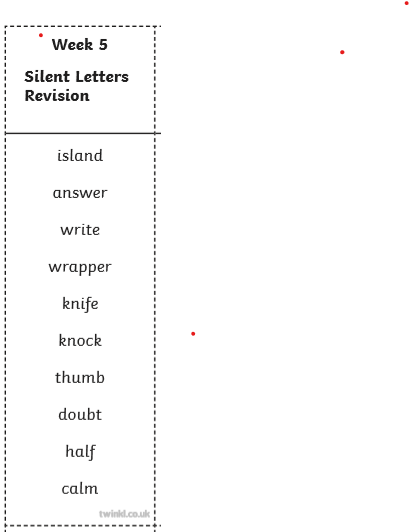 Week 5
Silent Letters
Revision
island
answer
write
wrapper
knife
knock
thumb
doubt
half
calm
twinkl.co.uk